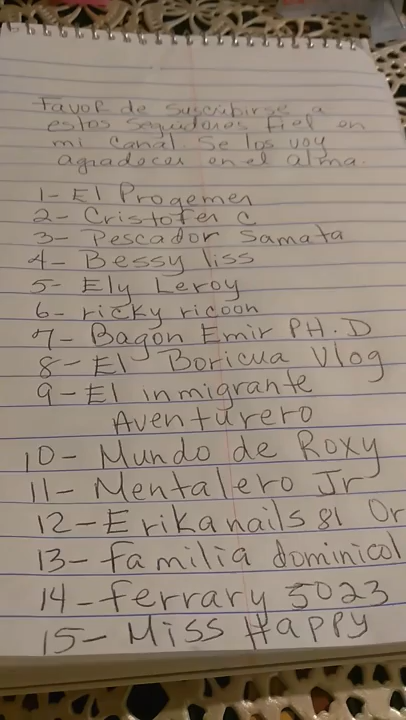 Favor de suscribirse a
estos seguidores fiel en
mi canal. Se los voy
agradecer en el alma.
1- El Progemer
2- Cristofer C
3- Pescador Samata
4- Bessy liss
5- Ely Leroy
6- ricky ricoon
7- Bagon Emir PH.D
8- El Boricua Vlog
9- El inmigrante
Aventurero
10- Mundo de Roxy
11- Mentalero Jr
12- Erikanails 81 Or
13- familia dominicol
14- ferrary 5023
15- Miss Happy